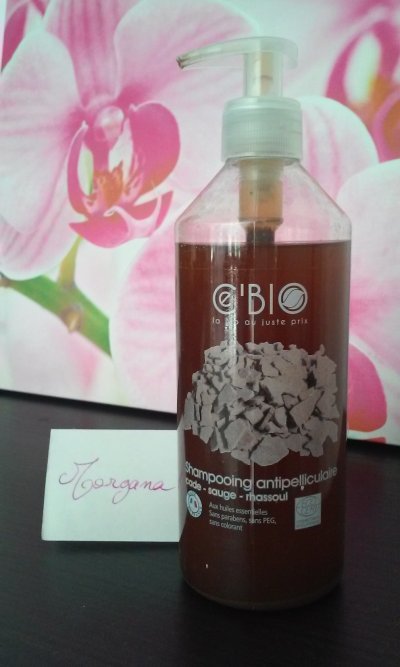 Ce'BIO
la bio au juste prix
Shampooing antipelliculaire
cade - sauge - rhassoul
Aux huiles essentielles
Sans parabens, sans PEG,
sans colorant
Morgana